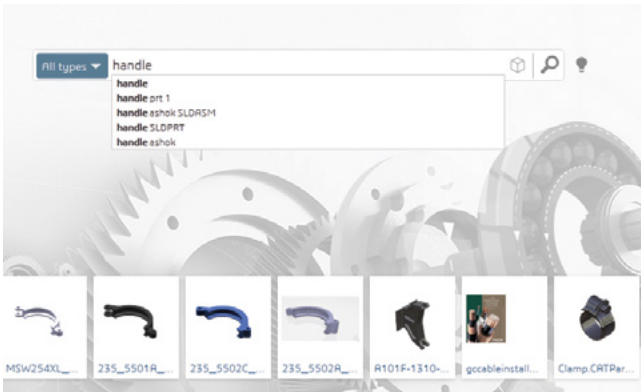 All types handle
handle
handle prt 1
handle ashok SLDASM
handle SLDPRT
handle ashok
MSW254XL_... 235_5501A_... 235_5502C_... 235_5502A_... A101F-1310-... gccableinstall... Clamp.CATPar...